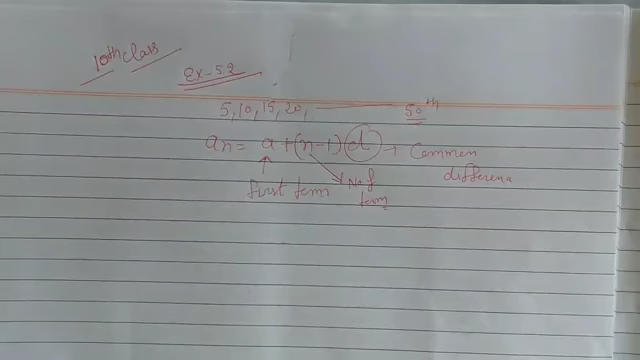 10th class
Ex-5.2
5,10,15,20, 50th
an = a+(n-1)d → Common difference
first term No of term